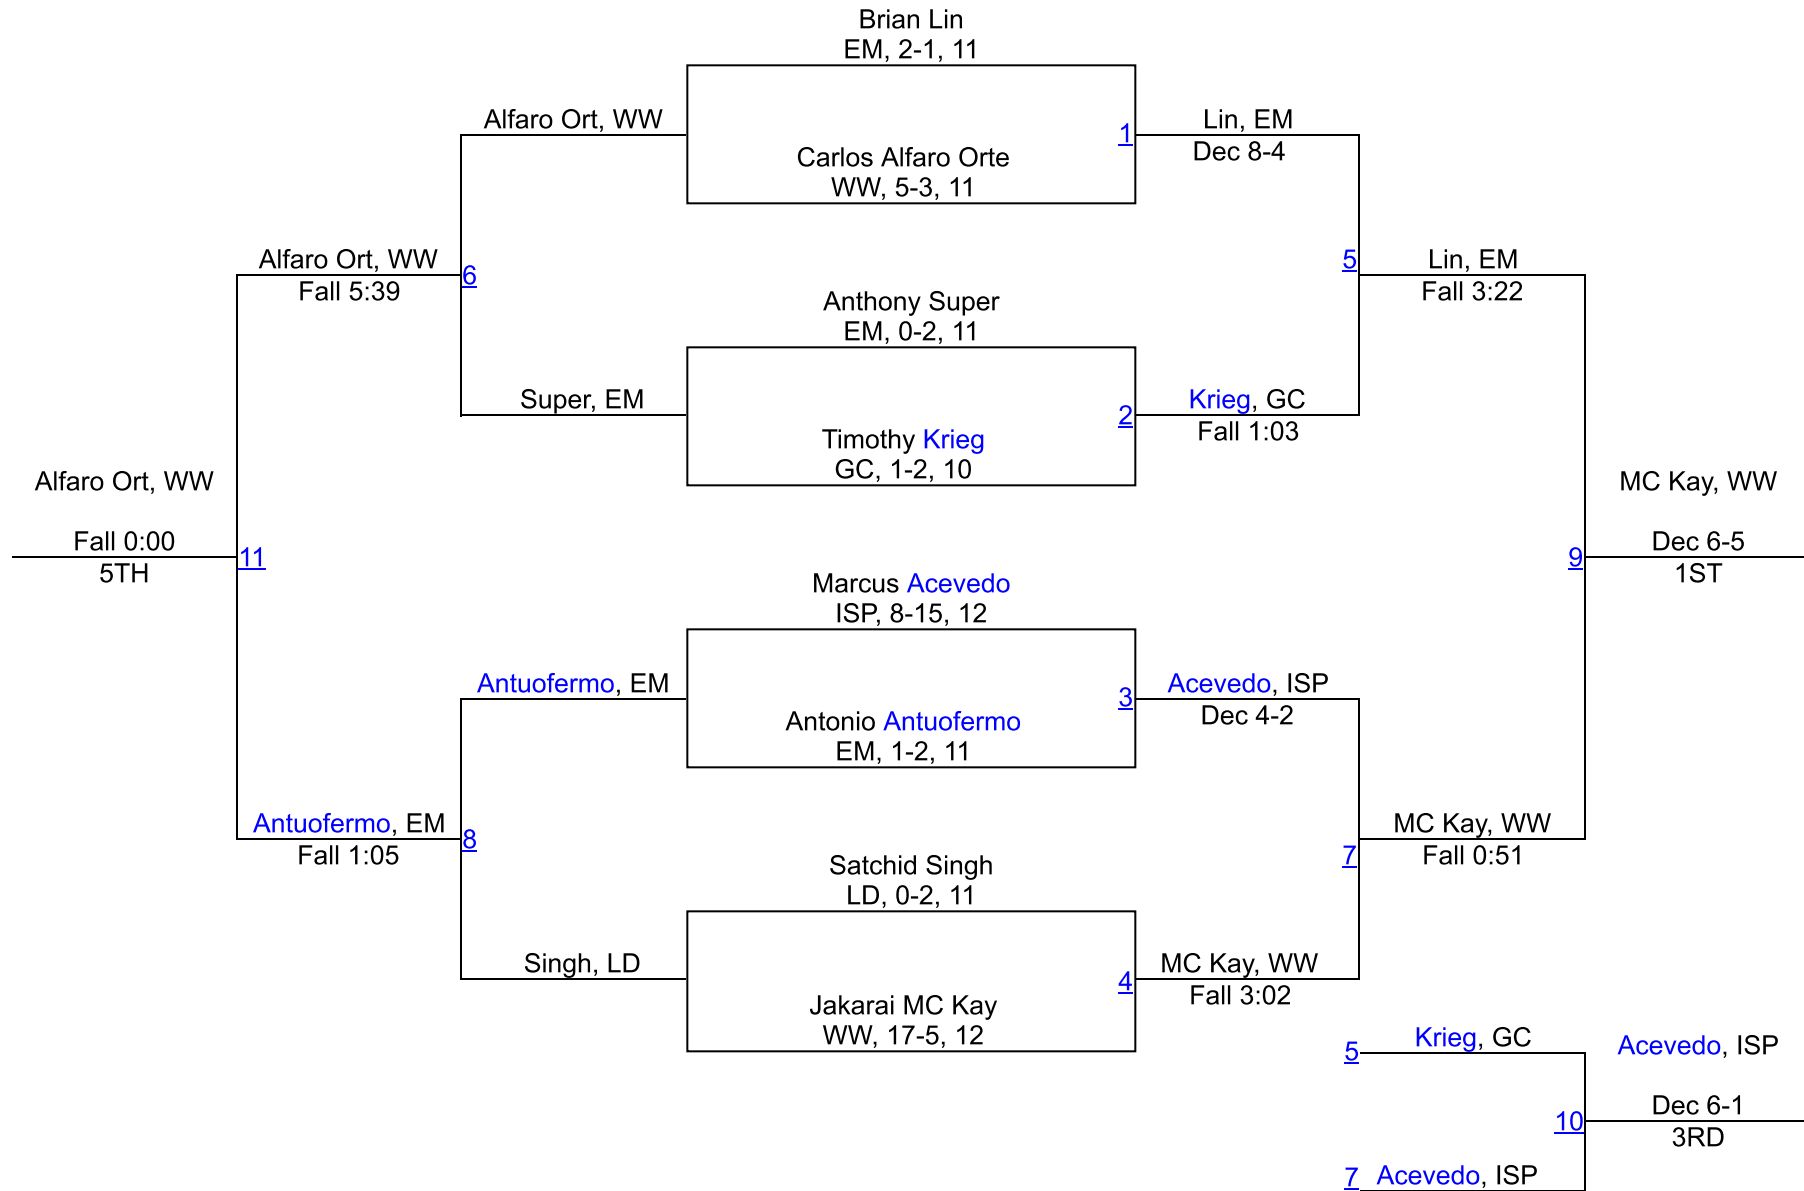 Brian Lin
EM, 2-1, 11
Alfaro Ort, WW
1
Lin, EM
Dec 8-4
Carlos Alfaro Orte
WW, 5-3, 11
Alfaro Ort, WW
Fall 5:39
6
5
Lin, EM
Fall 3:22
Anthony Super
EM, 0-2, 11
Super, EM
2
Krieg, GC
Fall 1:03
Timothy Krieg
GC, 1-2, 10
Alfaro Ort, WW
Fall 0:00
5TH
11
9
MC Kay, WW
Dec 6-5
1ST
Marcus Acevedo
ISP, 8-15, 12
Antuofermo, EM
3
Acevedo, ISP
Dec 4-2
Antonio Antuofermo
EM, 1-2, 11
Antuofermo, EM
Fall 1:05
8
7
MC Kay, WW
Fall 0:51
Satchid Singh
LD, 0-2, 11
Singh, LD
4
MC Kay, WW
Fall 3:02
Jakarai MC Kay
WW, 17-5, 12
5
Krieg, GC
10
Acevedo, ISP
Dec 6-1
3RD
7
Acevedo, ISP